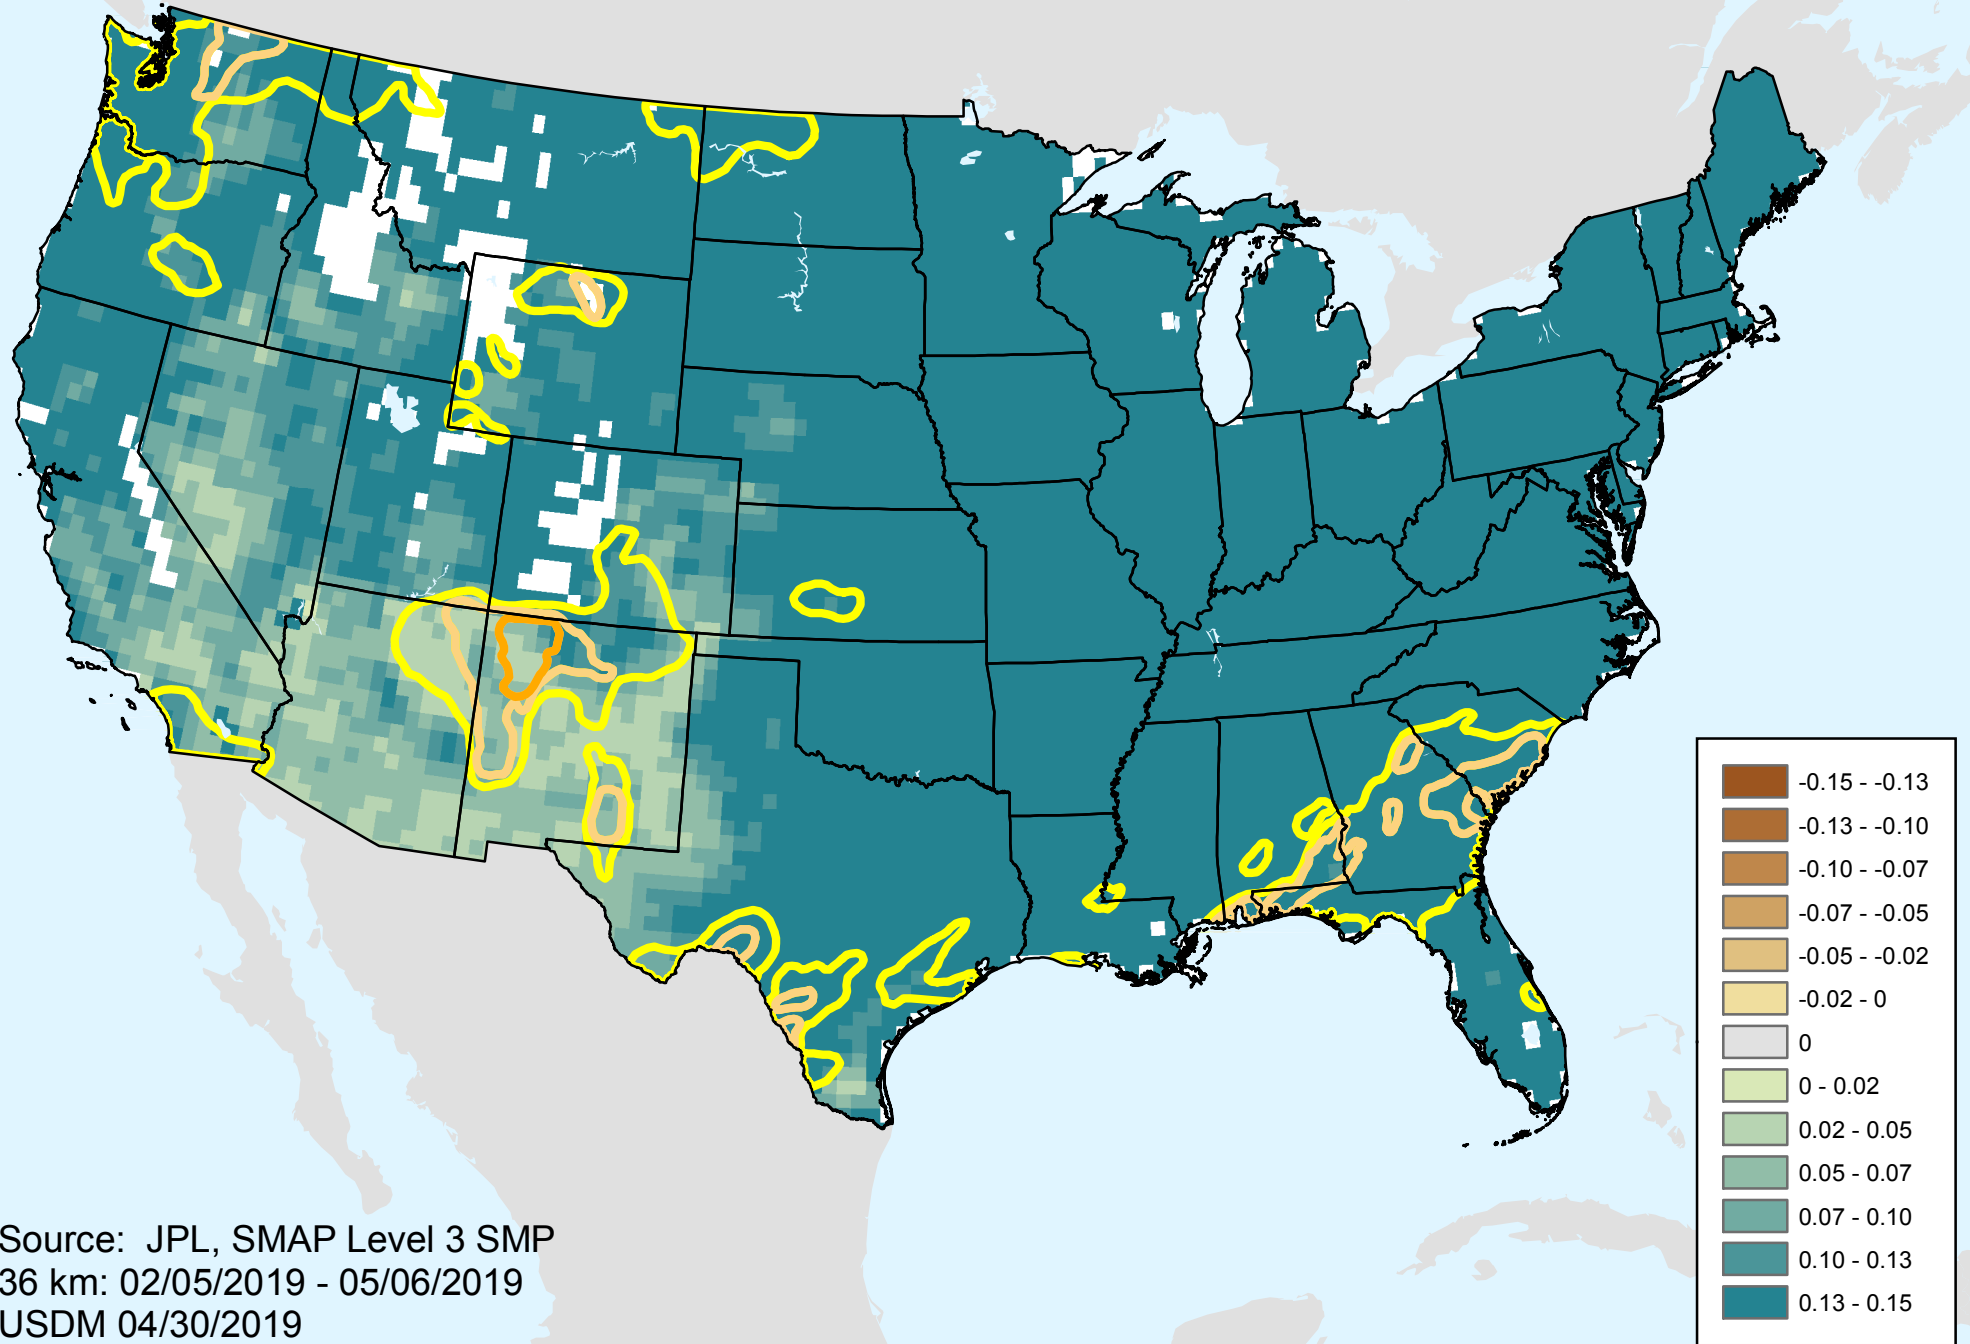 -0.15 - -0.13
-0.13 - -0.10
-0.10 - -0.07
-0.07 - -0.05
-0.05 - -0.02
-0.02 - 0
0
0 - 0.02
0.02 - 0.05
0.05 - 0.07
0.07 - 0.10
0.10 - 0.13
0.13 - 0.15
Source: JPL, SMAP Level 3 SMP
36 km: 02/05/2019 - 05/06/2019
USDM 04/30/2019